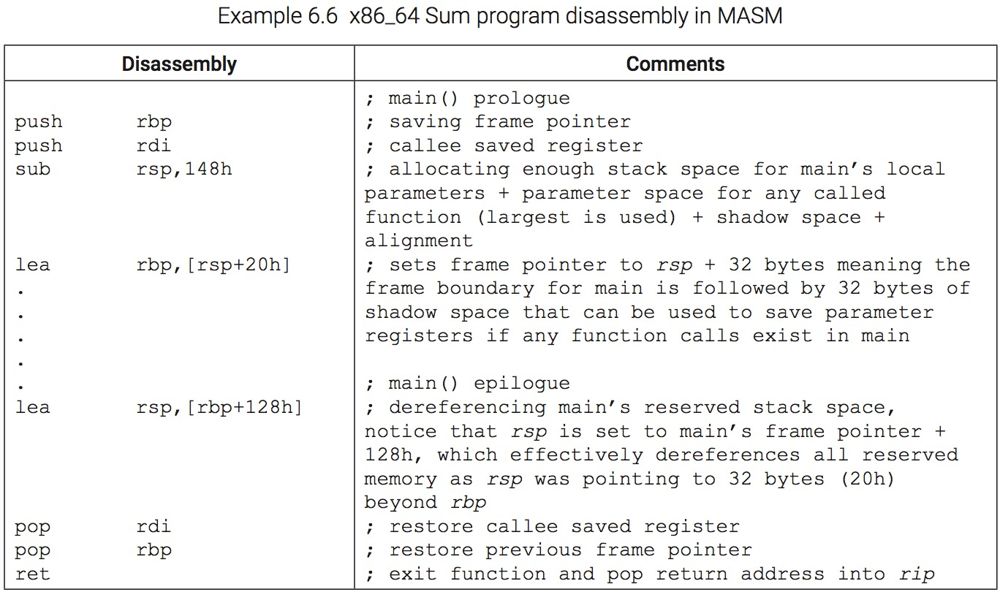 Example 6.6 x86_64 Sum program disassembly in MASM
Disassembly Comments
; main() prologue
push rbp ; saving frame pointer
push rdi ; callee saved register
sub rsp,148h ; allocating enough stack space for main’s local
parameters + parameter space for any called
function (largest is used) + shadow space +
alignment
lea rbp,[rsp+20h] ; sets frame pointer to rsp + 32 bytes meaning the
. frame boundary for main is followed by 32 bytes of
. shadow space that can be used to save parameter
. registers if any function calls exist in main
.
. ; main() epilogue
lea rsp,[rbp+128h] ; dereferencing main’s reserved stack space,
notice that rsp is set to main’s frame pointer +
128h, which effectively dereferences all reserved
memory as rsp was pointing to 32 bytes (20h)
beyond rbp
pop rdi ; restore callee saved register
pop rbp ; restore previous frame pointer
ret ; exit function and pop return address into rip